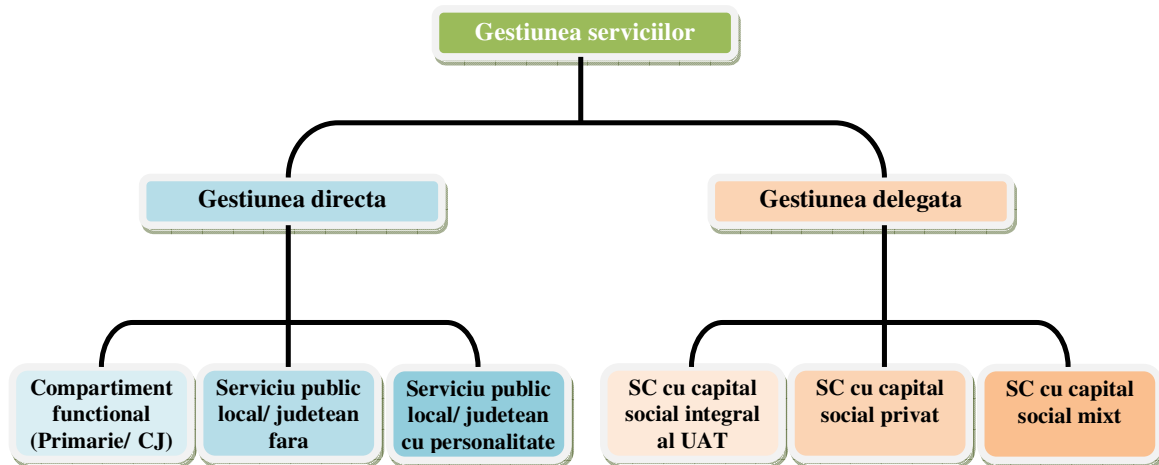 Gestiunea serviciilor
Gestiunea directa
Gestiunea delegata
Compartiment
functional
(Primarie/ CJ)
Serviciu public
local/ judetean
fara
Serviciu public
local/ judetean
cu personalitate
SC cu capital
social integral
al UAT
SC cu capital
social privat
SC cu capital
social mixt